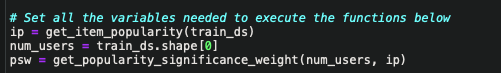 # Set all the variables needed to execute the functions below
ip = get_item_popularity(train_ds)
num_users = train_ds.shape[0]
psw = get_popularity_significance_weight(num_users, ip)